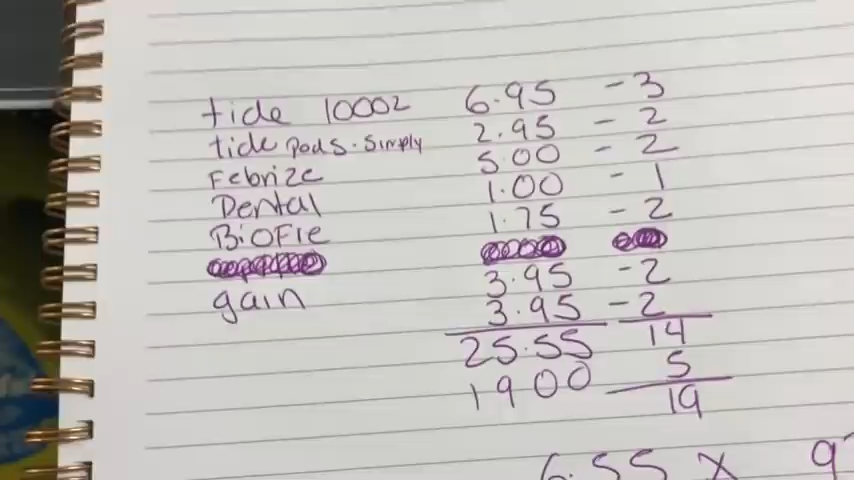 tide 100oz 6.95 - 3
tide pods. simply 2.95 - 2
Febrize 5.00 - 2
Dental 1.00 - 1
BioFre 1.75 - 2
3.95 - 2
gain 3.95 - 2
25.55 14
5
1900 19
6.55 x 9